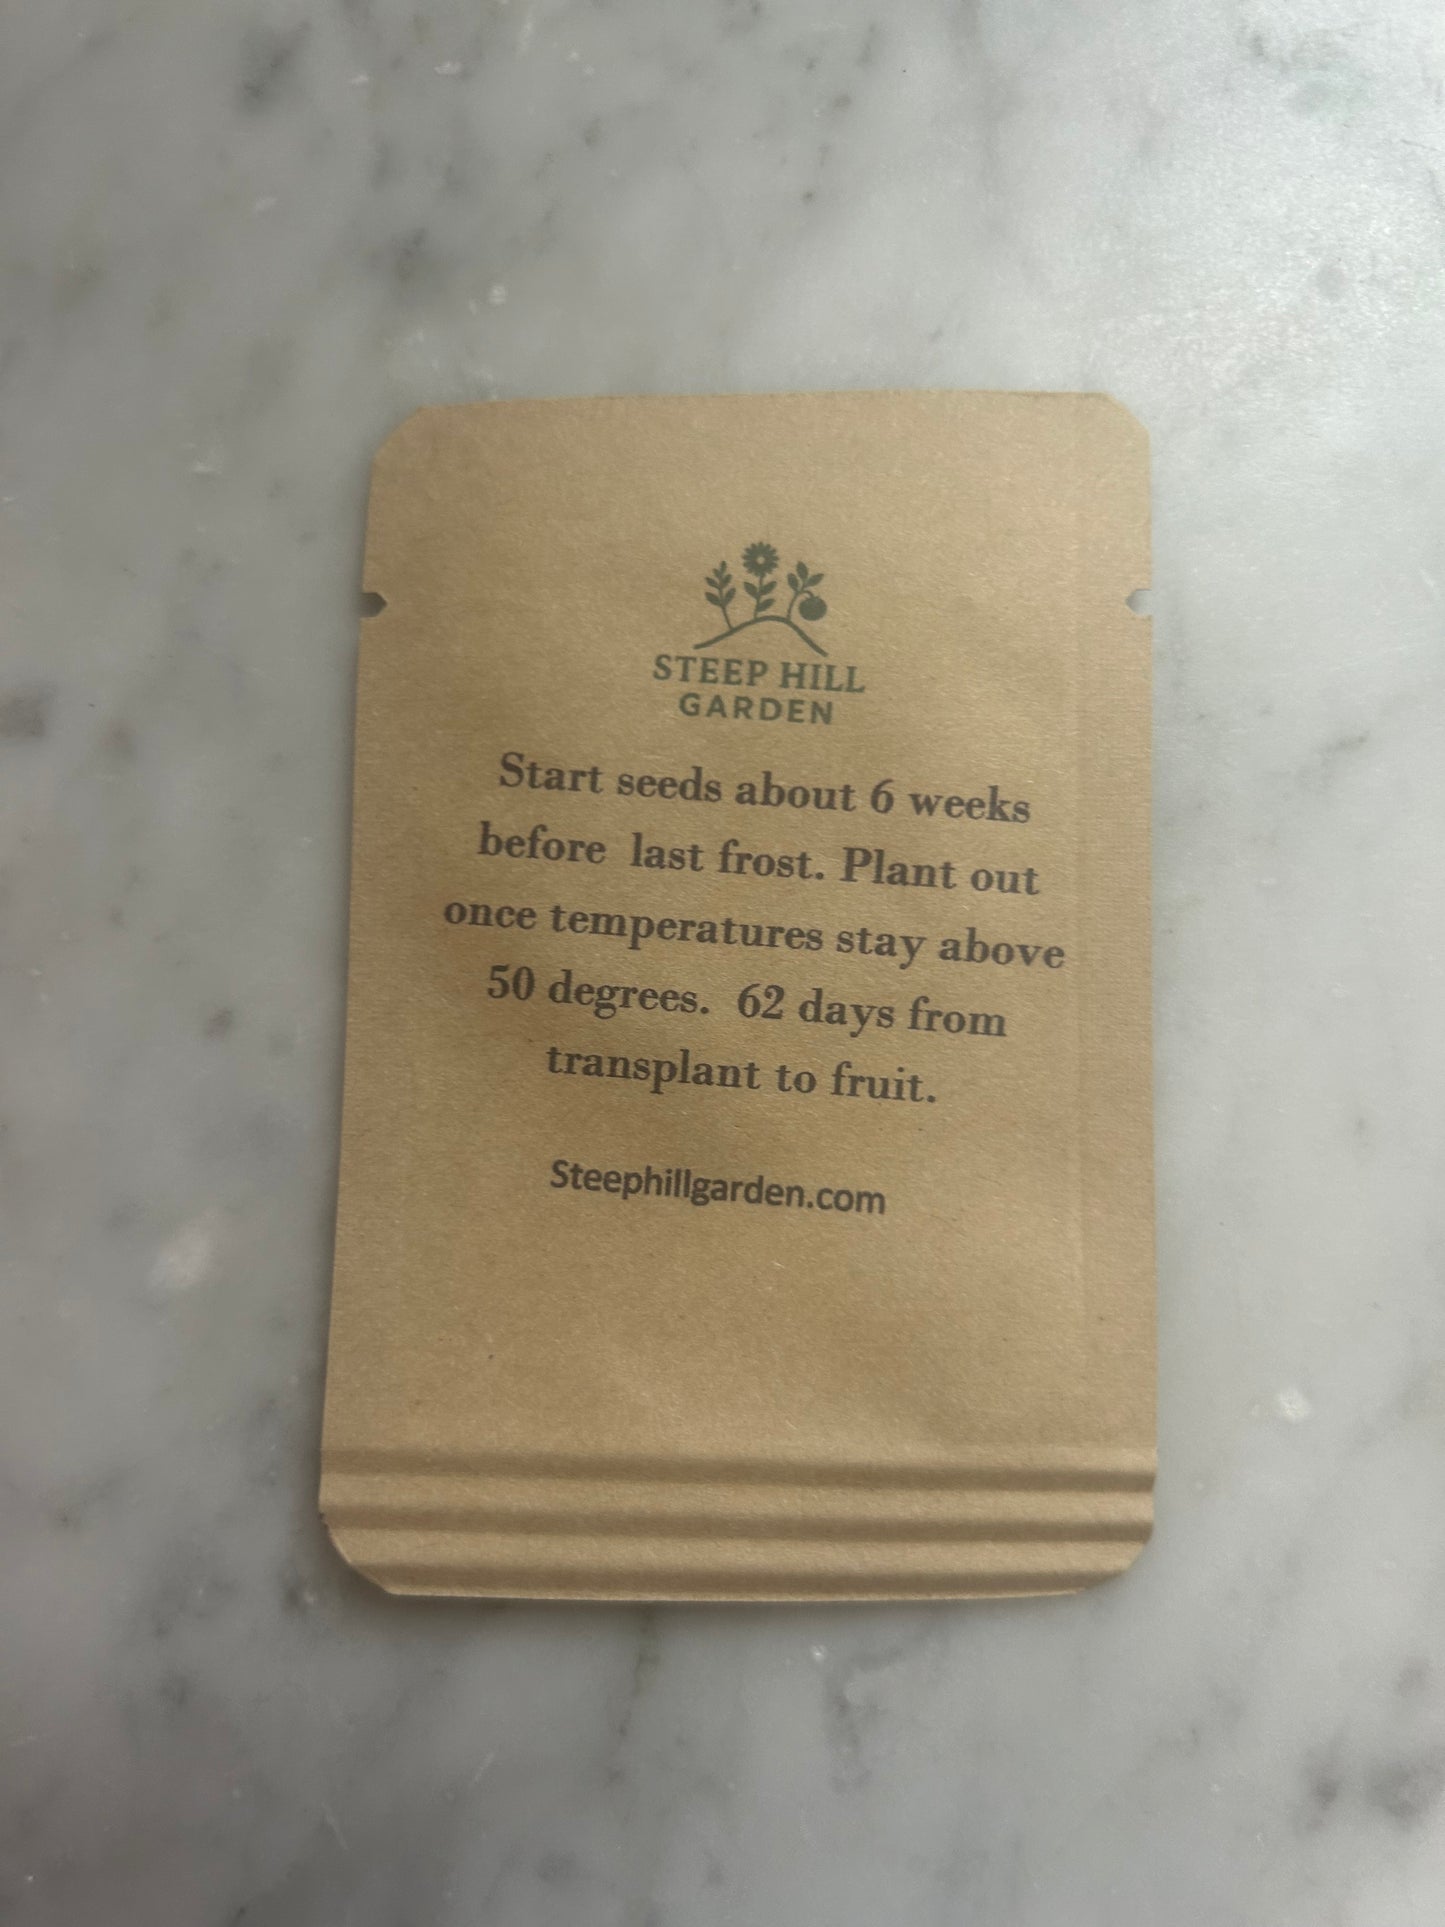 STEEP HILL
GARDEN
Start seeds about 6 weeks
before last frost. Plant out
once temperatures stay above
50 degrees. 62 days from
transplant to fruit.
Steephillgarden.com